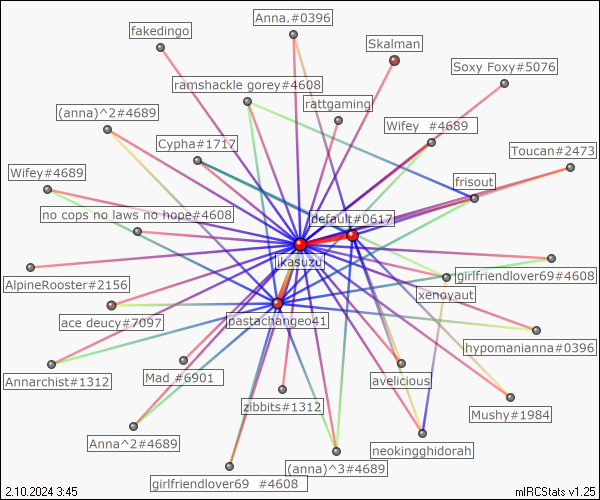 Anna.#0396
fakedingo
Skalman
Soxy Foxy#5076
ramshackle gorey#4608
rattgaming
(anna)^2#4689
Wifey  #4689
Cypha#1717
Toucan#2473
Wifey#4689
frisout
no cops no laws no hope#4608
default#0617
jkasuzu
girlfriendlover69#4608
AlpineRooster#2156
xenoyaut
ace deucy#7097
pastachangeo41
hypomanianna#0396
Annarchist#1312
Mad #6901
avelicious
zibbits#1312
Mushy#1984
Anna^2#4689
neokingghidorah
(anna)^3#4689
girlfriendlover69  #4608
2.10.2024 3:45
mIRCStats v1.25